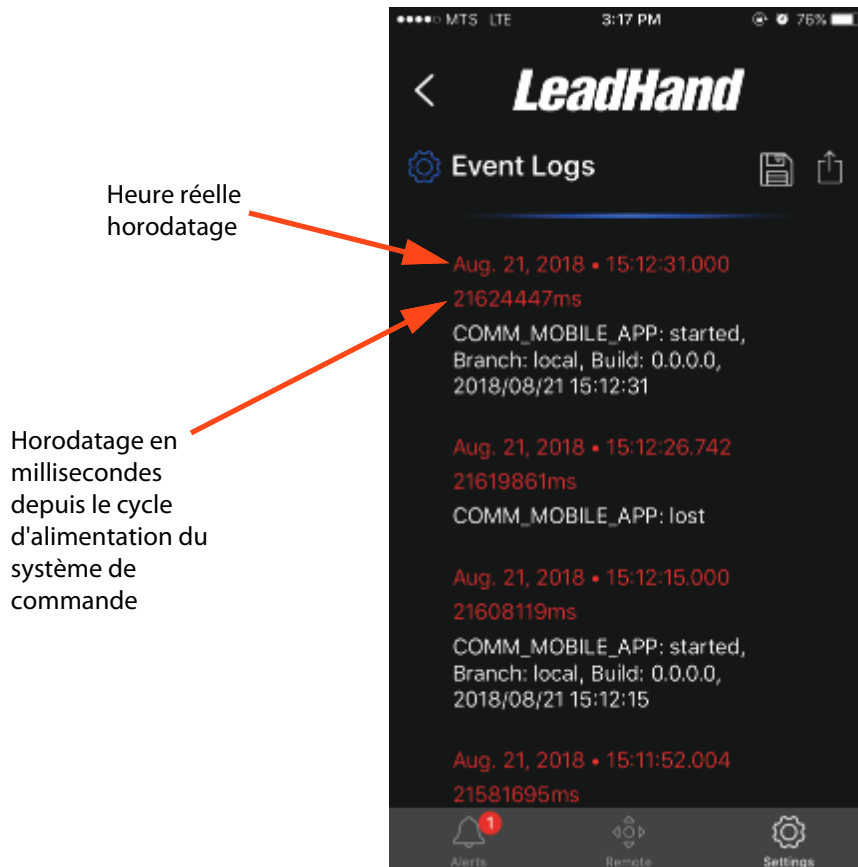 MTS LTE 3:17 PM 76%
LeadHand
Event Logs
Heure réelle
horodatage
Aug. 21, 2018 • 15:12:31.000
21624447ms
COMM_MOBILE_APP: started,
Branch: local, Build: 0.0.0.0,
2018/08/21 15:12:31
Horodatage en
millisecondes
depuis le cycle
d'alimentation du
système de
commande
Aug. 21, 2018 • 15:12:26.742
21619861ms
COMM_MOBILE_APP: lost
Aug. 21, 2018 • 15:12:15.000
21608119ms
COMM_MOBILE_APP: started,
Branch: local, Build: 0.0.0.0,
2018/08/21 15:12:15
Aug. 21, 2018 • 15:11:52.004
21581695ms
1
Alerts Remote Settings